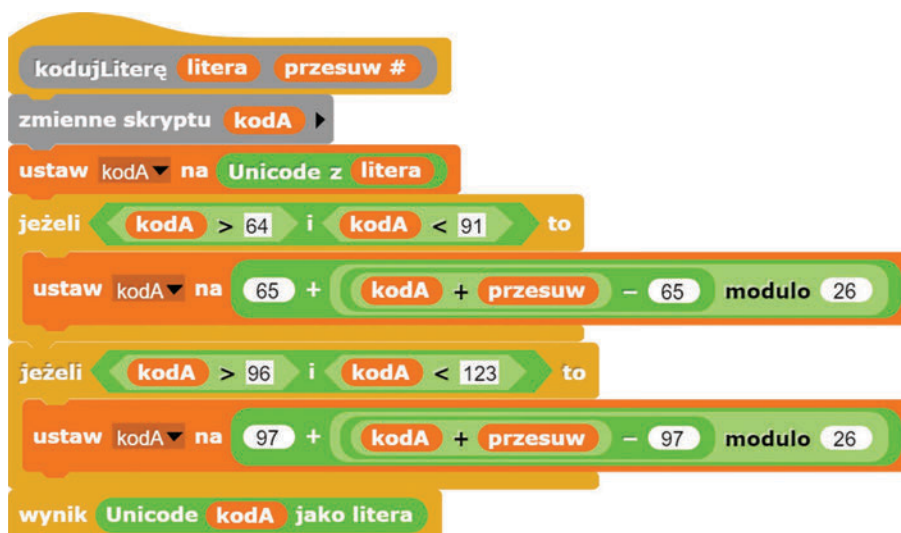 kodujLiterę litera przesuw #
zmienne skryptu kodA
ustaw kodA na Unicode z litera
jeżeli kodA > 64 i kodA < 91 to
ustaw kodA na 65 + kodA + przesuw - 65 modulo 26
jeżeli kodA > 96 i kodA < 123 to
ustaw kodA na 97 + kodA + przesuw - 97 modulo 26
wynik Unicode kodA jako litera